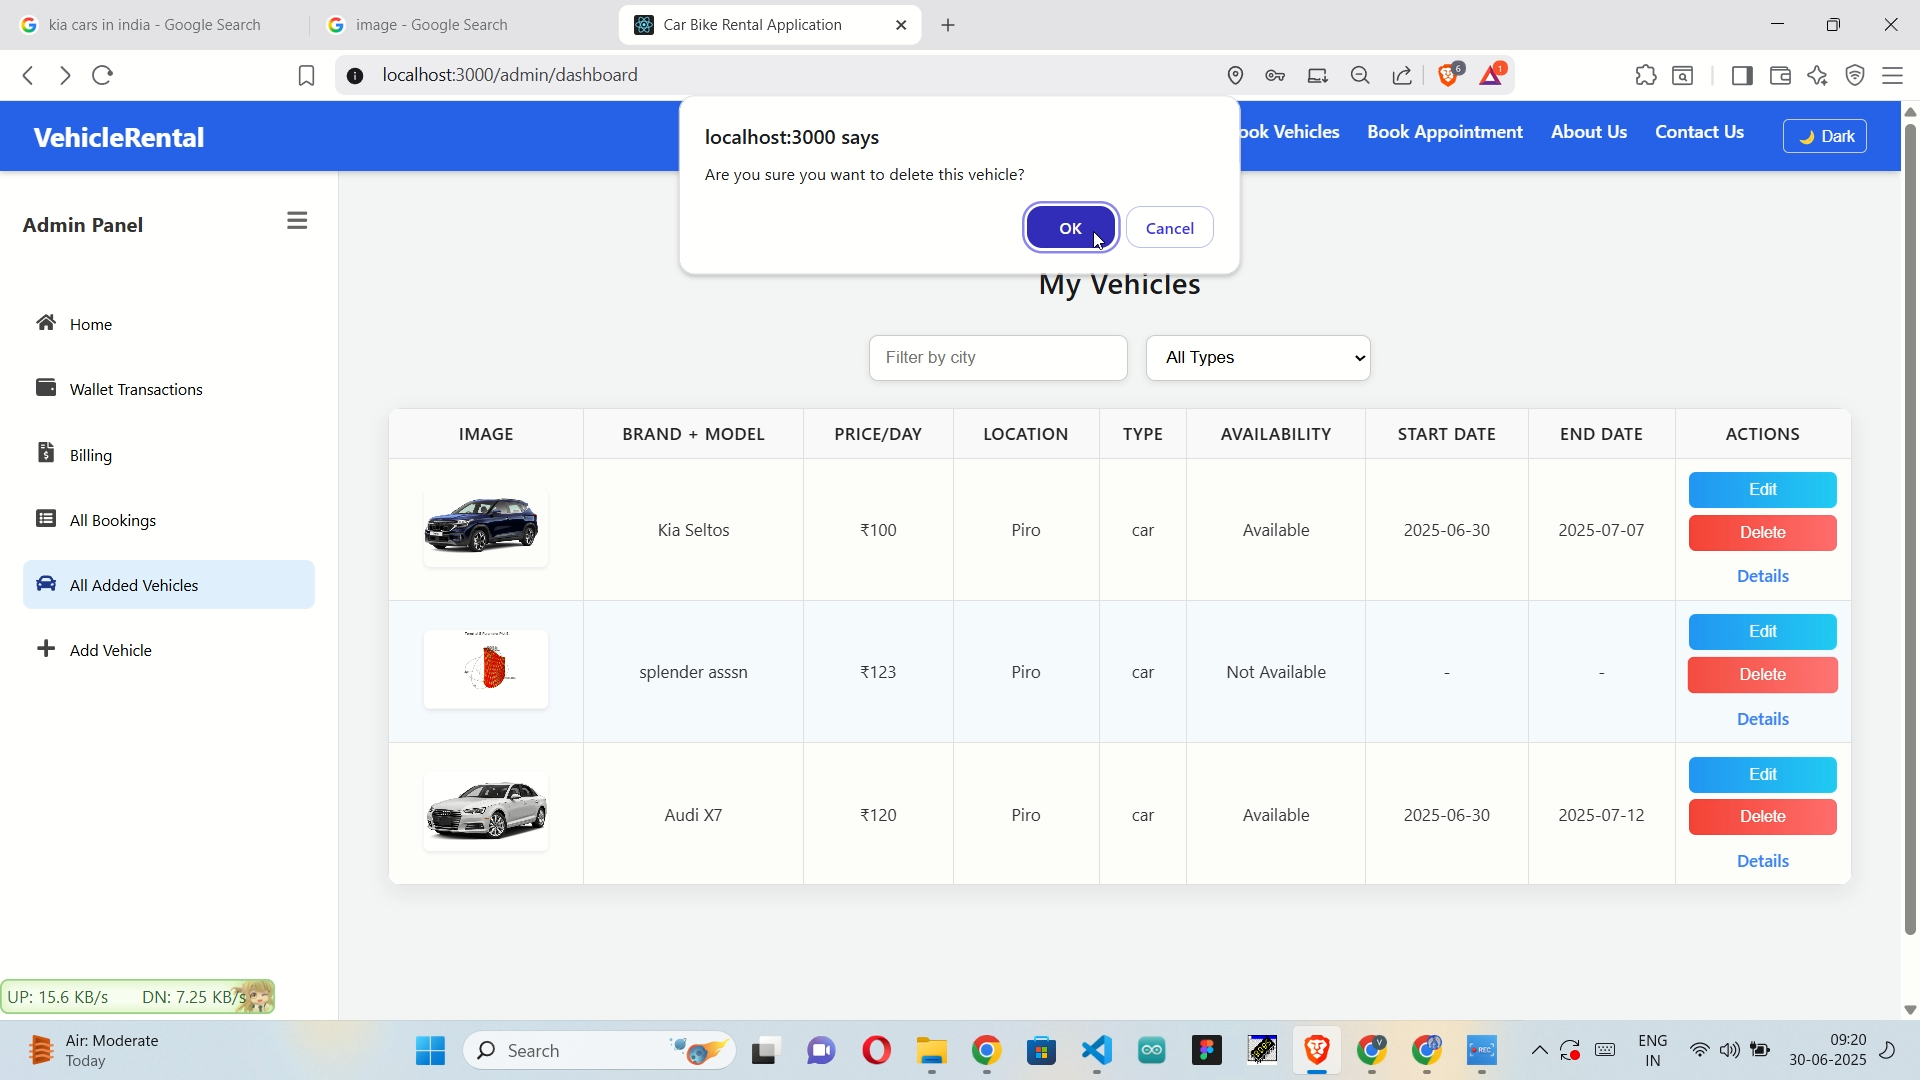 kia cars in india - Google Search
image - Google Search
Car Bike Rental Application
localhost:3000/admin/dashboard
6
1
VehicleRental
ook Vehicles
Book Appointment
About Us
Contact Us
Dark
localhost:3000 says
Are you sure you want to delete this vehicle?
OK
Cancel
Admin Panel
Home
Wallet Transactions
Billing
All Bookings
All Added Vehicles
Add Vehicle
My Vehicles
Filter by city
All Types
IMAGE BRAND + MODEL PRICE/DAY LOCATION TYPE AVAILABILITY START DATE END DATE ACTIONS
Kia Seltos ₹100 Piro car Available 2025-06-30 2025-07-07
Edit
Delete
Details
splender asssn ₹123 Piro car Not Available - -
Edit
Delete
Details
Audi X7 ₹120 Piro car Available 2025-06-30 2025-07-12
Edit
Delete
Details
UP: 15.6 KB/s DN: 7.25 KB/s
Air: Moderate
Today
Search
V
REC
ENG
IN
09:20
30-06-2025